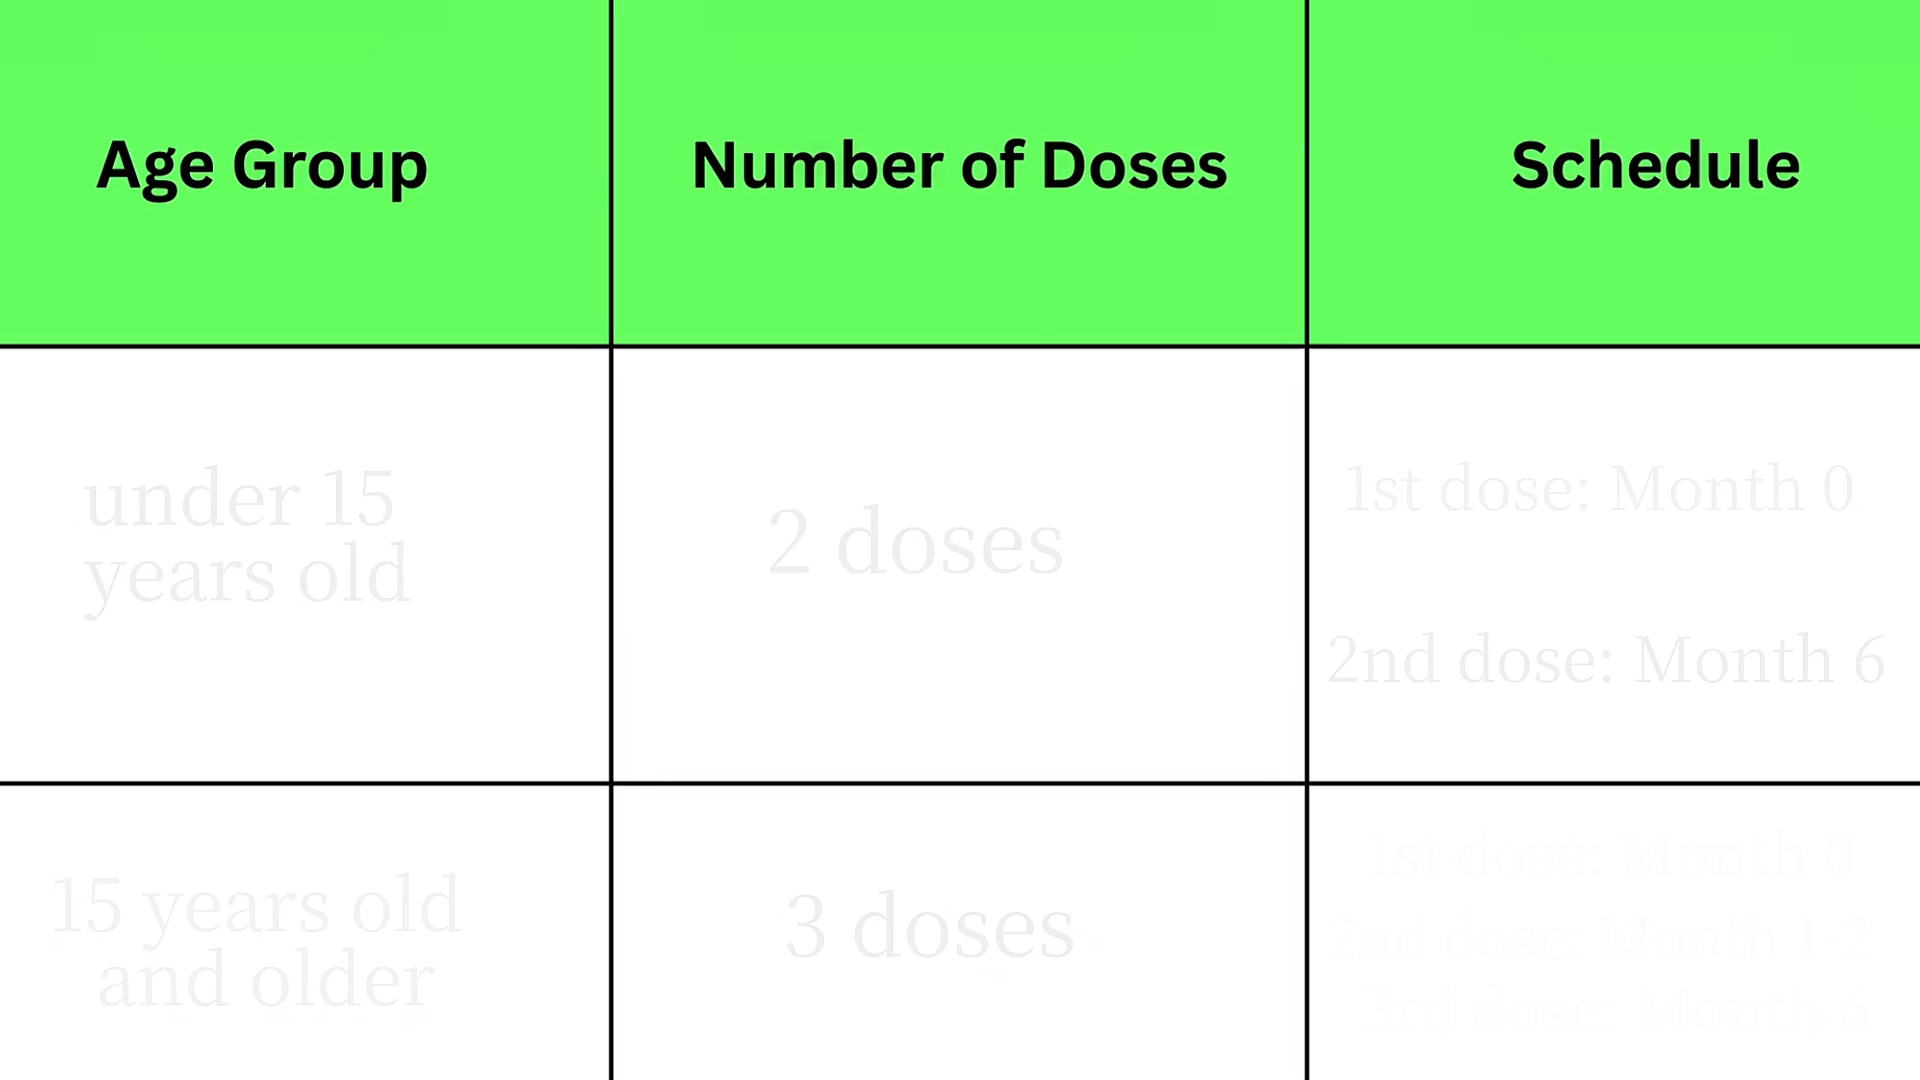 Age Group
Number of Doses
Schedule
under 15
years old
2 doses
1st dose: Month 0
2nd dose: Month 6
15 years old
and older
3 doses
1st dose: Month 0
2nd dose: Month 1 2
3rd dose: Month 6